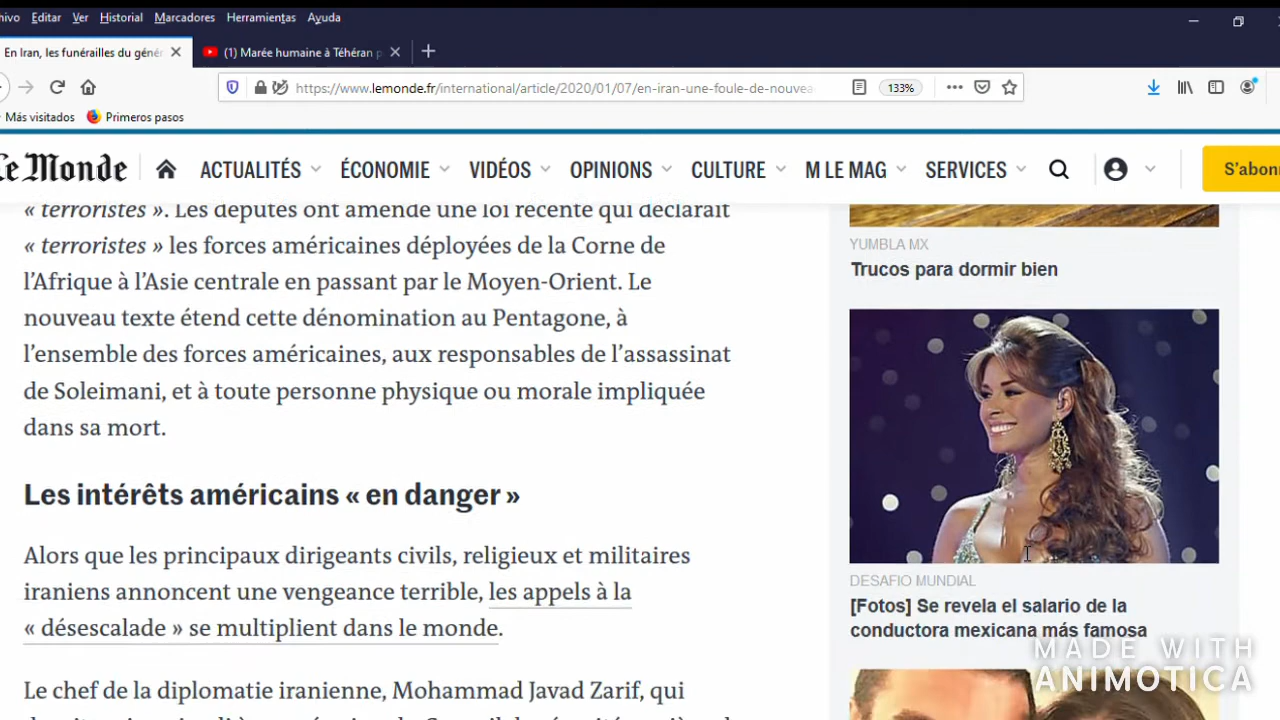 hivo Editar Ver Historial Marcadores Herramientas Ayuda
En Iran, les funérailles du géné
(1) Marée humaine à Téhéran p
https://www.lemonde.fr/international/article/2020/01/07/en-iran-une-foule-de-nouvea
133%
Más visitados Primeros pasos
Le Monde ACTUALITÉS ÉCONOMIE VIDÉOS OPINIONS CULTURE M LE MAG SERVICES S'abon
« terroristes ». Les députés ont amendé une loi récente qui déclarait
« terroristes » les forces américaines déployées de la Corne de
l'Afrique à l'Asie centrale en passant par le Moyen-Orient. Le
nouveau texte étend cette dénomination au Pentagone, à
l'ensemble des forces américaines, aux responsables de l'assassinat
de Soleimani, et à toute personne physique ou morale impliquée
dans sa mort.
Les intérêts américains « en danger »
Alors que les principaux dirigeants civils, religieux et militaires
iraniens annoncent une vengeance terrible, les appels à la
« désescalade » se multiplient dans le monde.
Le chef de la diplomatie iranienne, Mohammad Javad Zarif, qui
YUMBLA MX
Trucos para dormir bien
DESAFIO MUNDIAL
[Fotos] Se revela el salario de la
conductora mexicana más famosa
MADE WITH
ANIMOTICA